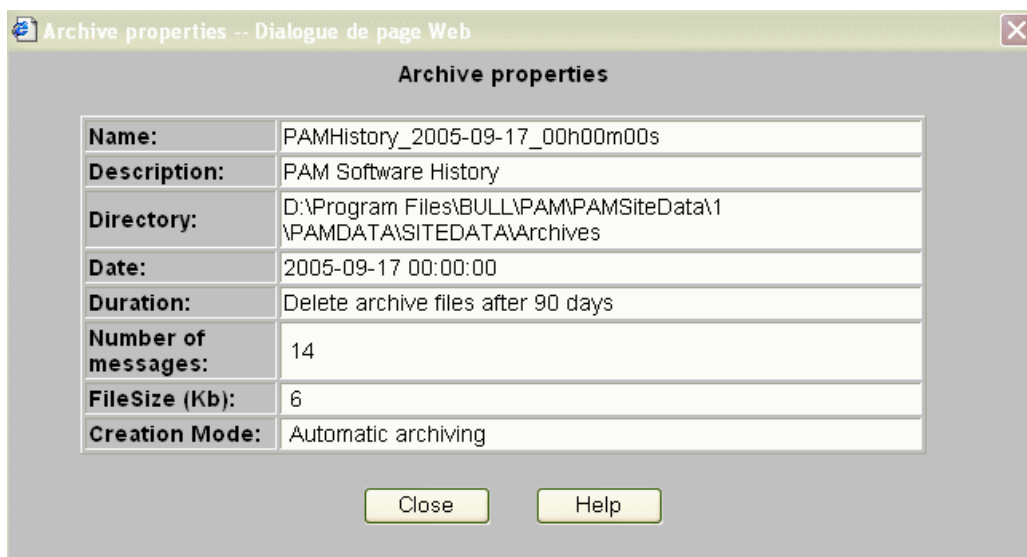 Archive properties -- Dialogue de page Web
Archive properties
Name: PAMHistory_2005-09-17_00h00m00s
Description: PAM Software History
Directory: D:\Program Files\BULL\PAM\PAMSiteData\1
\PAMDATA\SITEDATA\Archives
Date: 2005-09-17 00:00:00
Duration: Delete archive files after 90 days
Number of
messages: 14
FileSize (Kb): 6
Creation Mode: Automatic archiving
Close Help